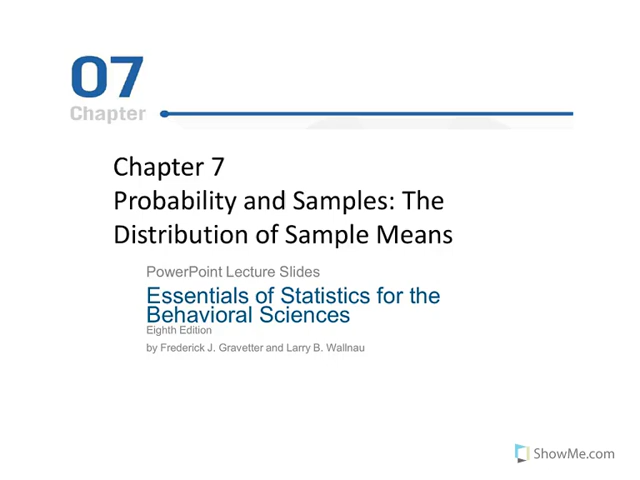 07
Chapter
Chapter 7
Probability and Samples: The
Distribution of Sample Means
PowerPoint Lecture Slides
Essentials of Statistics for the
Behavioral Sciences
Eighth Edition
by Frederick J. Gravetter and Larry B. Wallnau
ShowMe.com